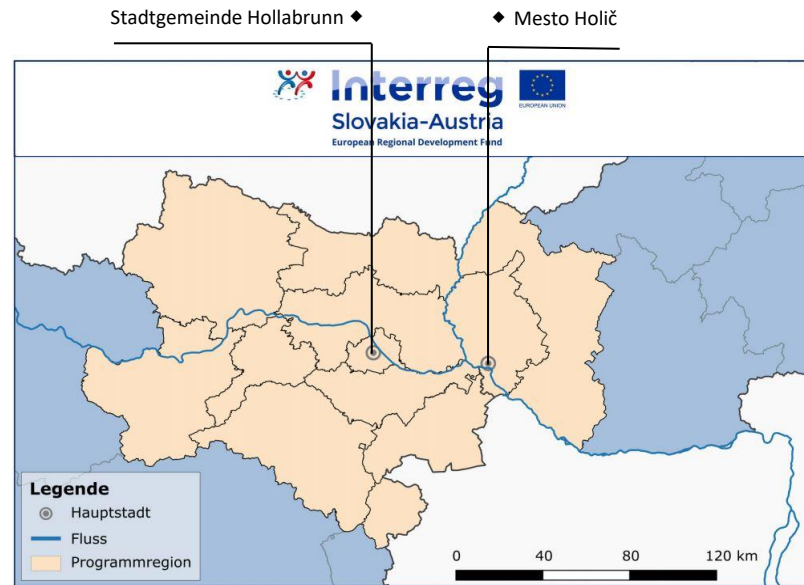 Stadtgemeinde Hollabrunn ◆
◆ Mesto Holič
Interreg
EUROPEAN UNION
Slovakia-Austria
European Regional Development Fund
Legende
Hauptstadt
Fluss
Programmregion
0 40 80 120 km